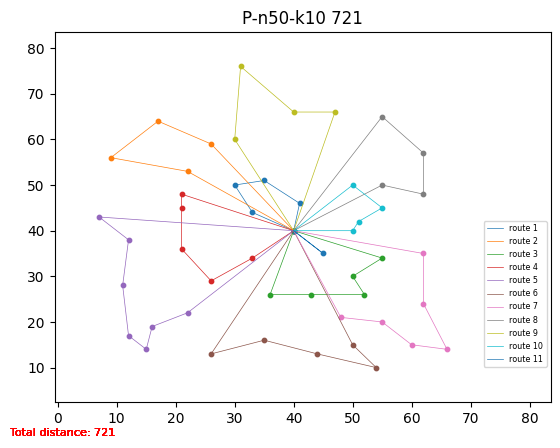 P-n50-k10 721
80
70
60
50
40
30
20
10
0 10 20 30 40 50 60 70 80
route 1
route 2
route 3
route 4
route 5
route 6
route 7
route 8
route 9
route 10
route 11
Total distance: 721